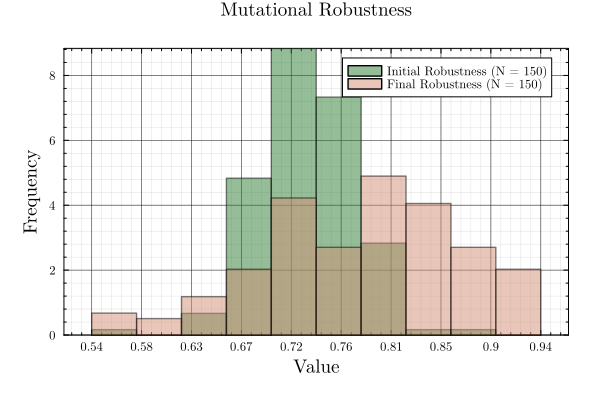 Mutational Robustness
Initial Robustness (N = 150)
Final Robustness (N = 150)
Frequency
8
6
4
2
0
0.54 0.58 0.63 0.67 0.72 0.76 0.81 0.85 0.9 0.94
Value